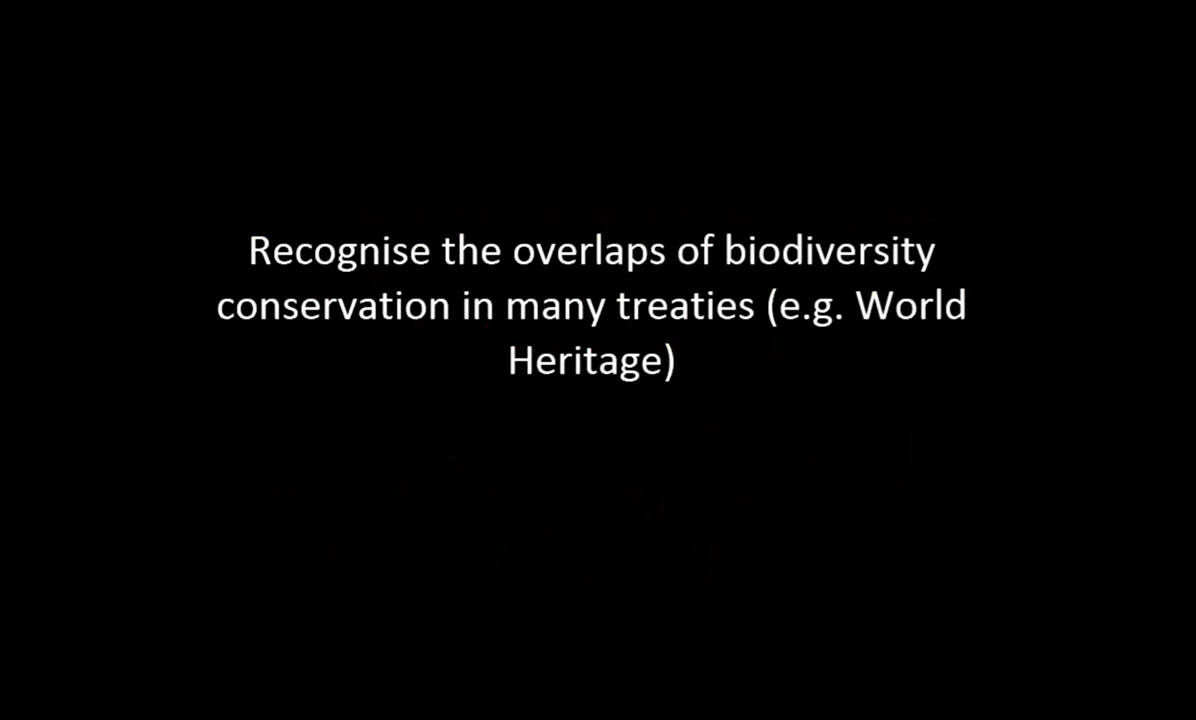 Recognise the overlaps of biodiversity
conservation in many treaties (e.g. World
Heritage)